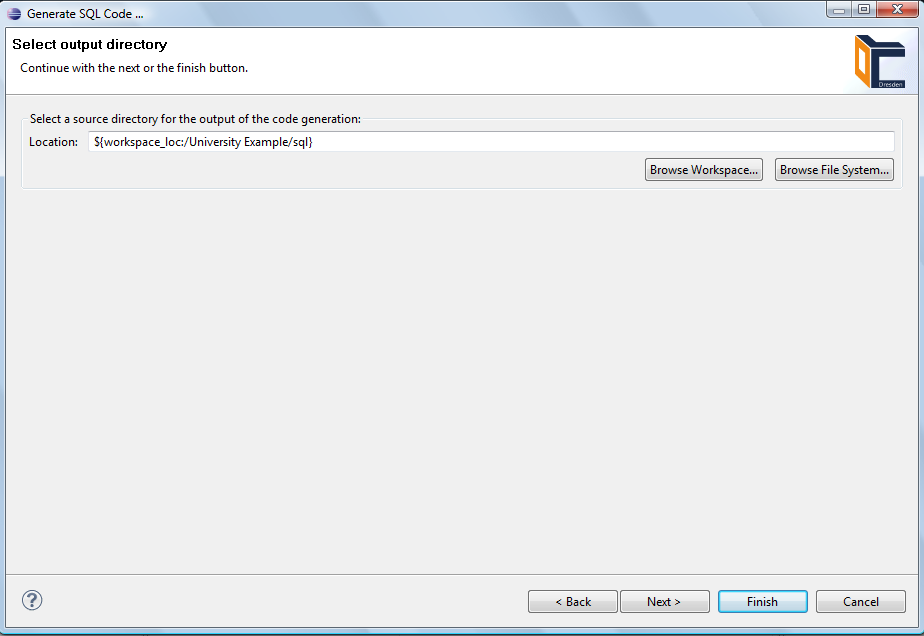 Generate SQL Code ...
Select output directory
Continue with the next or the finish button.
Dresden
Select a source directory for the output of the code generation:
Location: ${workspace_loc:/University Example/sql}
Browse Workspace... Browse File System...
? < Back Next > Finish Cancel